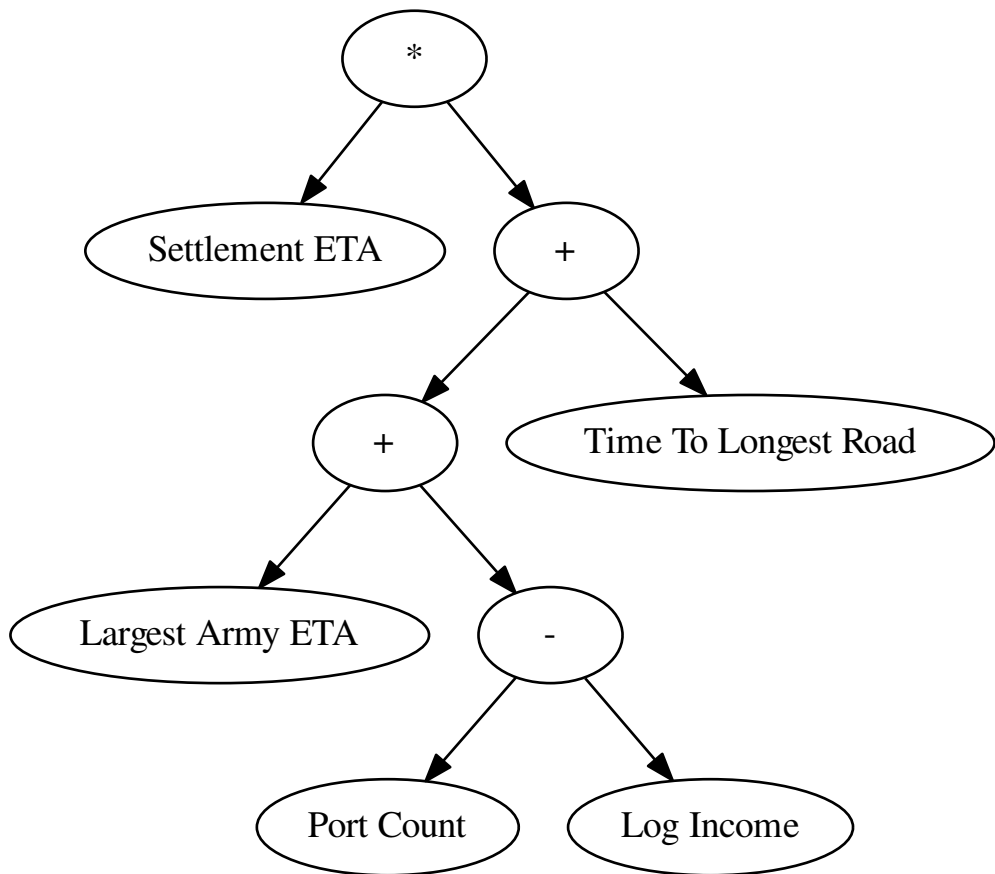 *
Settlement ETA
+
+
Time To Longest Road
Largest Army ETA
-
Port Count
Log Income